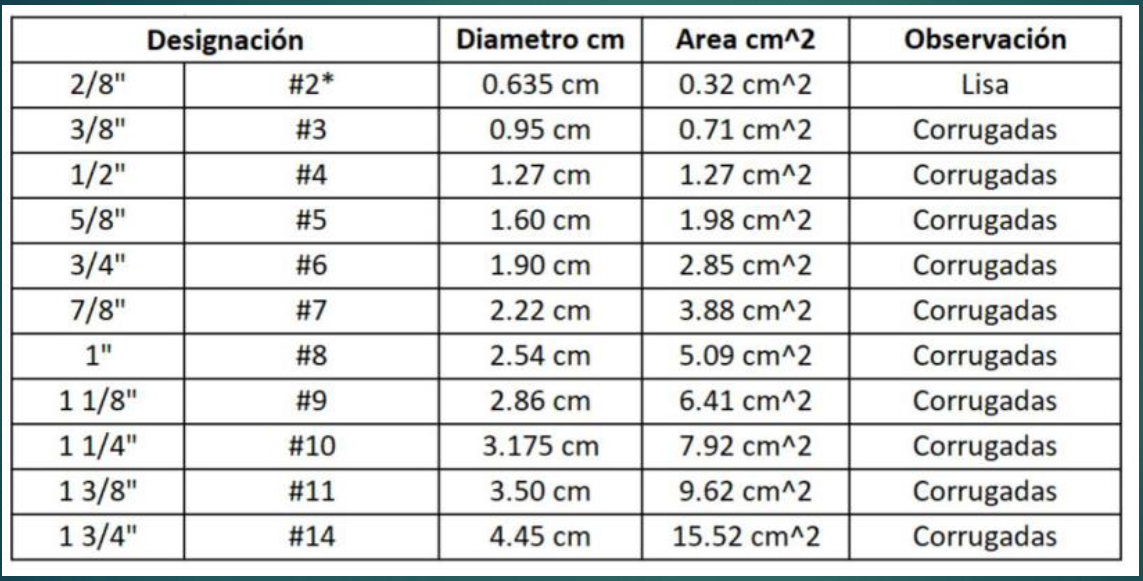 Designación Diametro cm Area cm^2 Observación
2/8" #2* 0.635 cm 0.32 cm^2 Lisa
3/8" #3 0.95 cm 0.71 cm^2 Corrugadas
1/2" #4 1.27 cm 1.27 cm^2 Corrugadas
5/8" #5 1.60 cm 1.98 cm^2 Corrugadas
3/4" #6 1.90 cm 2.85 cm^2 Corrugadas
7/8" #7 2.22 cm 3.88 cm^2 Corrugadas
1" #8 2.54 cm 5.09 cm^2 Corrugadas
1 1/8" #9 2.86 cm 6.41 cm^2 Corrugadas
1 1/4" #10 3.175 cm 7.92 cm^2 Corrugadas
1 3/8" #11 3.50 cm 9.62 cm^2 Corrugadas
1 3/4" #14 4.45 cm 15.52 cm^2 Corrugadas